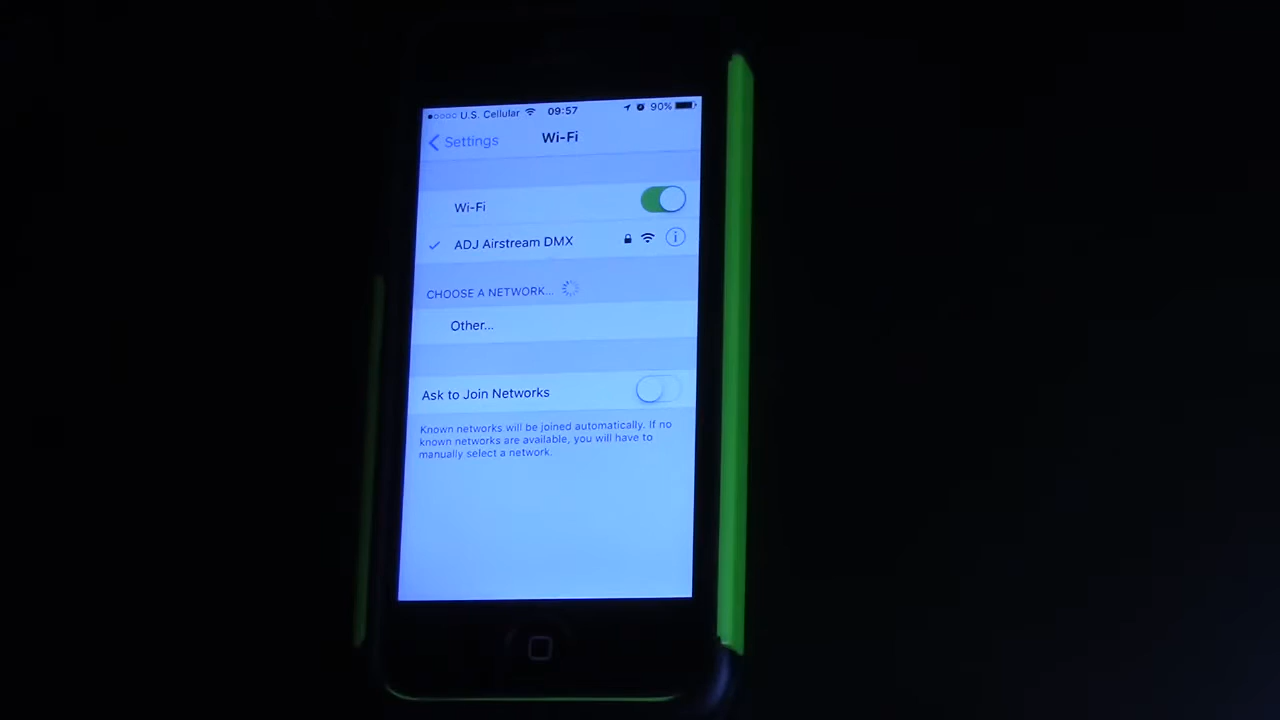 U.S. Cellular 09:57 90%
Settings Wi-Fi
Wi-Fi
ADJ Airstream DMX
CHOOSE A NETWORK...
Other...
Ask to Join Networks
Known networks will be joined automatically. If no
known networks are available, you will have to
manually select a network.